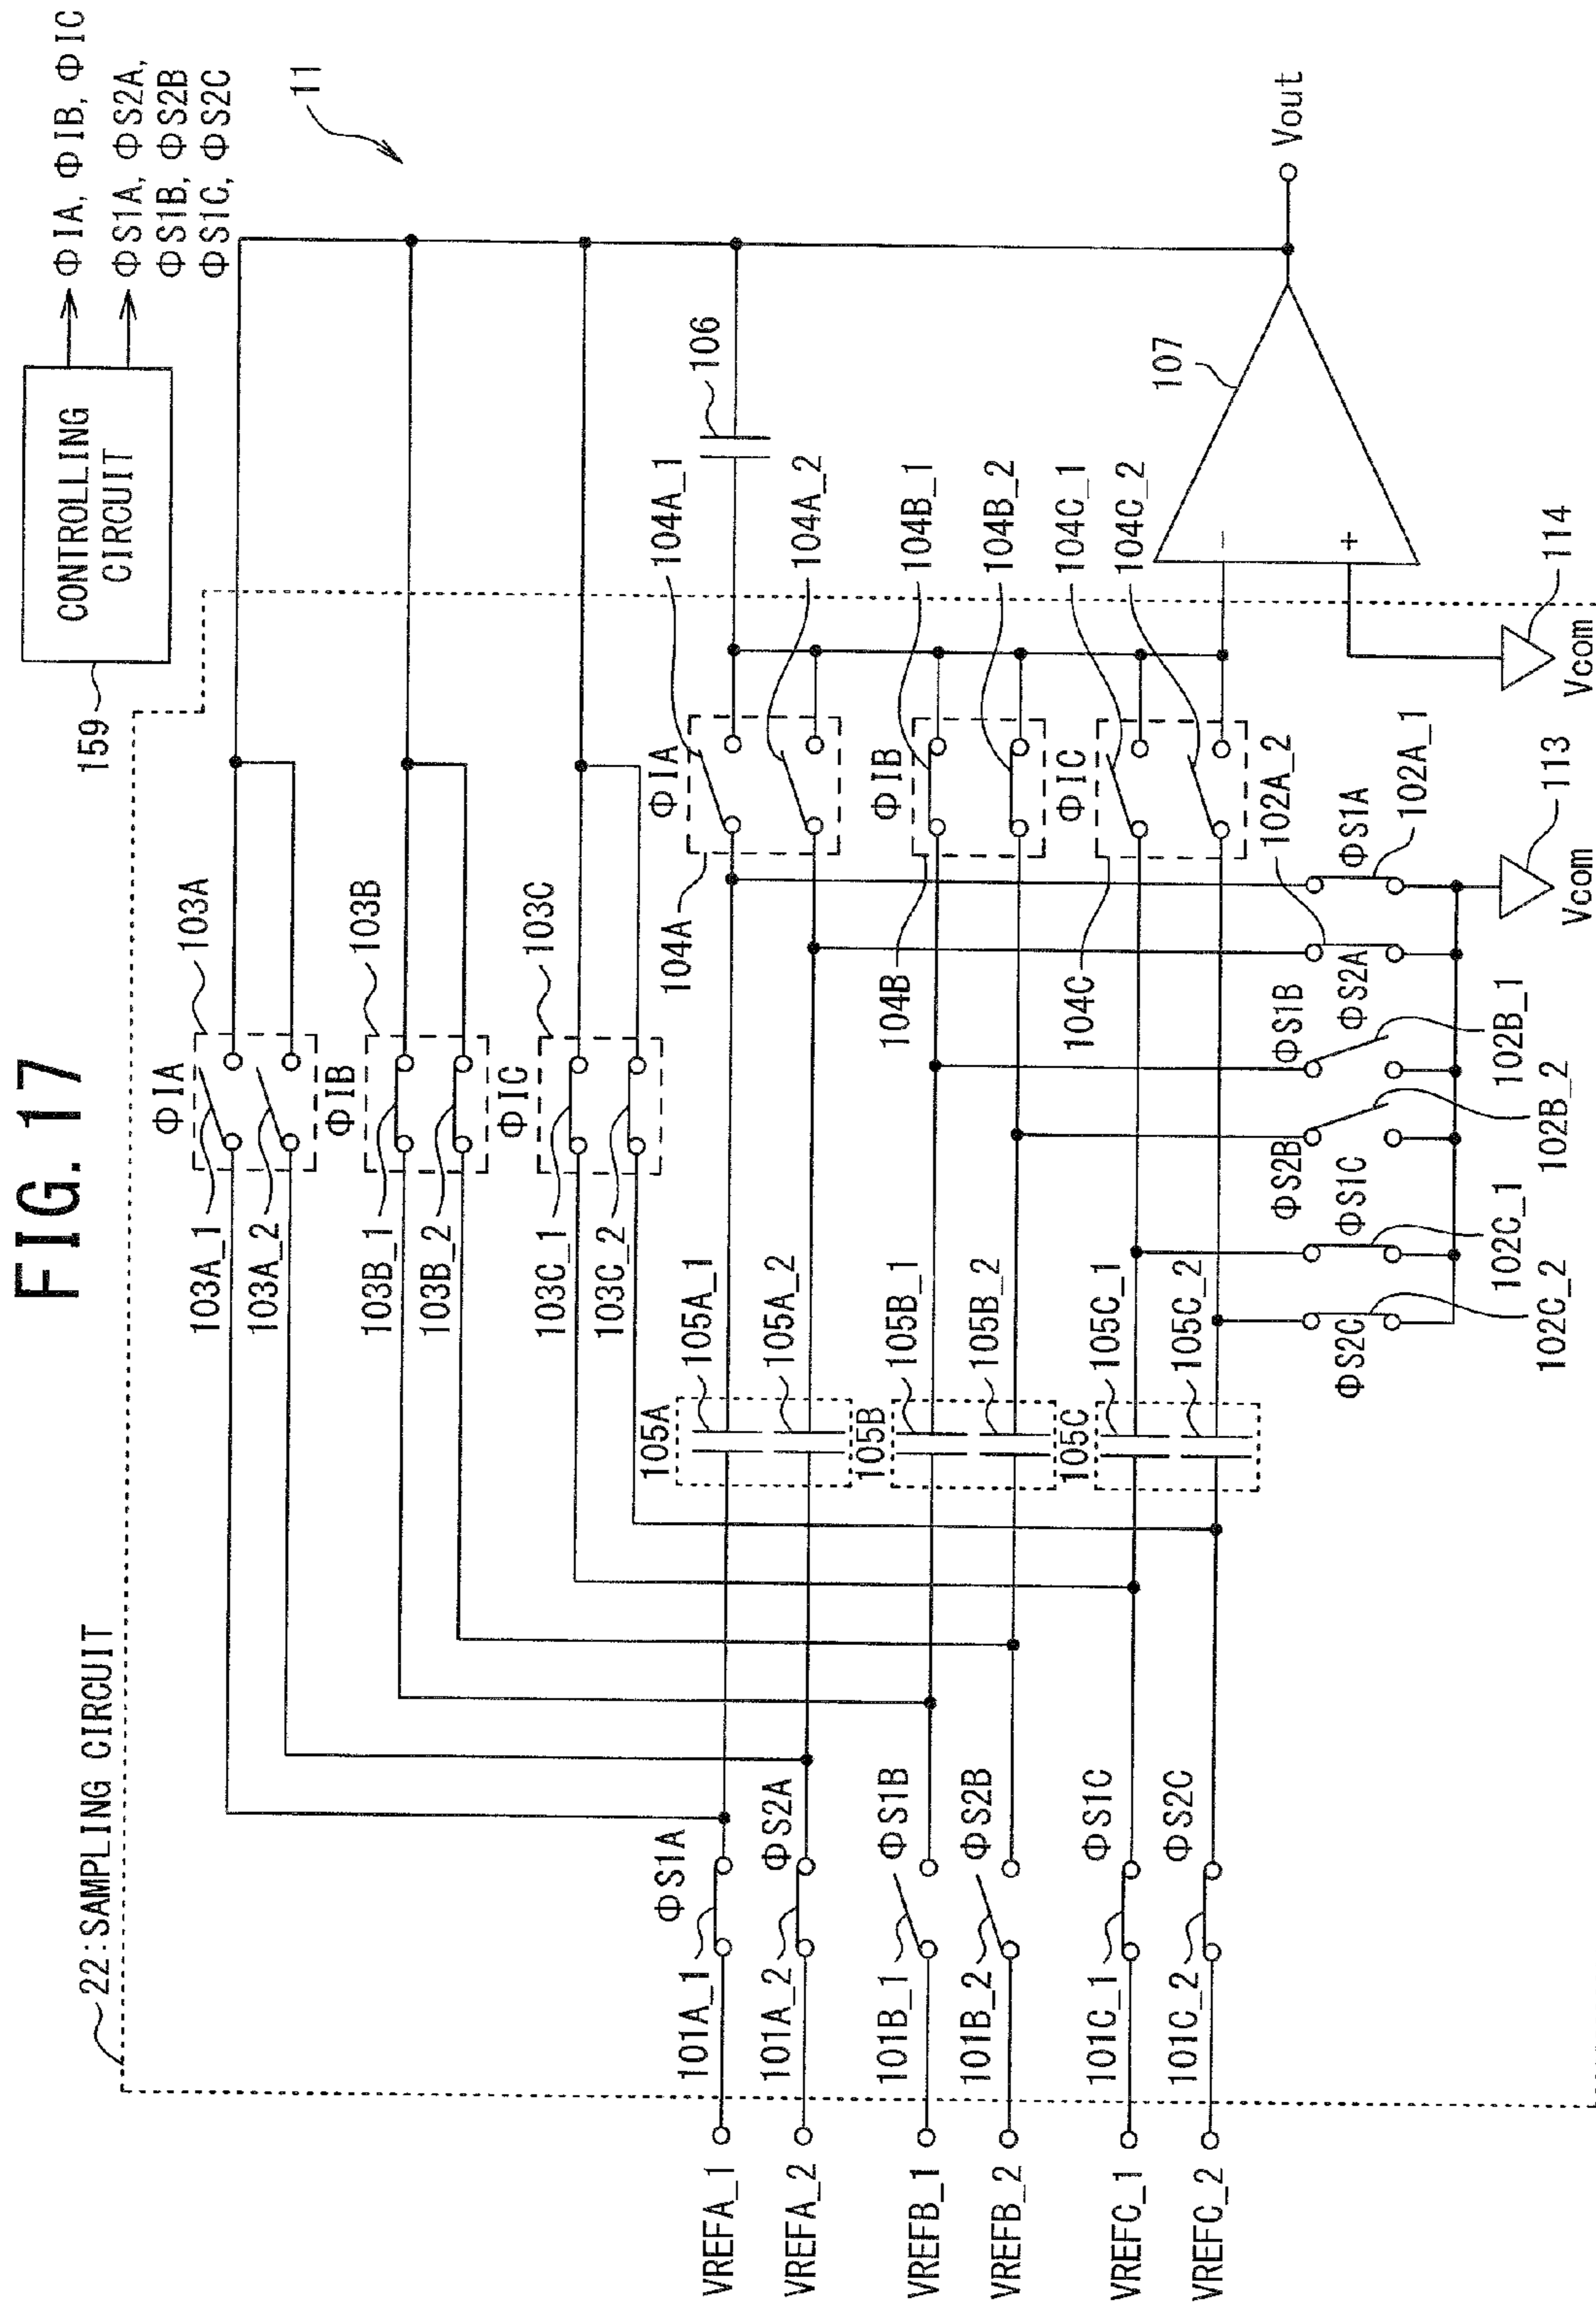 FIG. 17
22:SAMPLING CIRCUIT
159
CONTROLLING
CIRCUIT
ΦIA, ΦIB, ΦIC
ΦS1A, ΦS2A,
ΦS1B, ΦS2B
ΦS1C, ΦS2C
11
103A
ΦIA
103A_1
103A_2
103B
ΦIB
103B_1
103B_2
103C
ΦIC
103C_1
103C_2
106
104A_1
104A_2
ΦIA
104A
104B_1
104B_2
ΦIB
104B
104C_1
104C_2
ΦIC
104C
105A
105A_1
105A_2
105B
105B_1
105B_2
105C
105C_1
105C_2
VREFA_1
101A_1
ΦS1A
VREFA_2
101A_2
ΦS2A
VREFB_1
101B_1
ΦS1B
VREFB_2
101B_2
ΦS2B
VREFC_1
101C_1
ΦS1C
VREFC_2
101C_2
ΦS2C
107
-
+
Vout
ΦS2C
102C_2
ΦS1C
102C_1
ΦS2B
102B_2
ΦS1B
102B_1
ΦS2A
102A_2
ΦS1A
102A_1
113
Vcom
114
Vcom